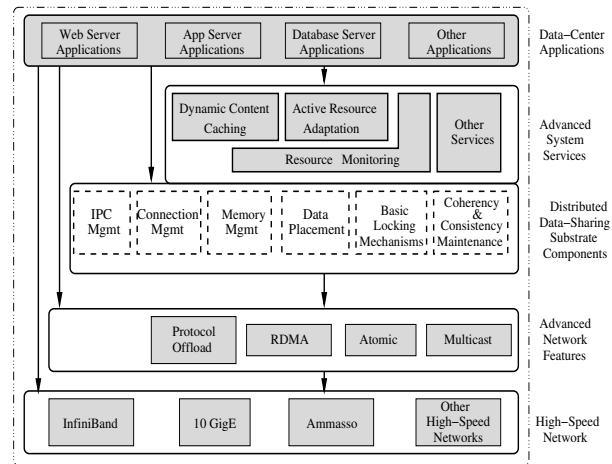 Web Server
Applications
App Server
Applications
Database Server
Applications
Other
Applications
Data-Center
Applications
Dynamic Content
Caching
Active Resource
Adaptation
Resource Monitoring
Other
Services
Advanced
System
Services
IPC
Mgmt
Connection
Mgmt
Memory
Mgmt
Data
Placement
Basic
Locking
Mechanisms
Coherency
&
Consistency
Maintenance
Distributed
Data-Sharing
Substrate
Components
Protocol
Offload
RDMA
Atomic
Multicast
Advanced
Network
Features
InfiniBand
10 GigE
Ammasso
Other
High-Speed
Networks
High-Speed
Network